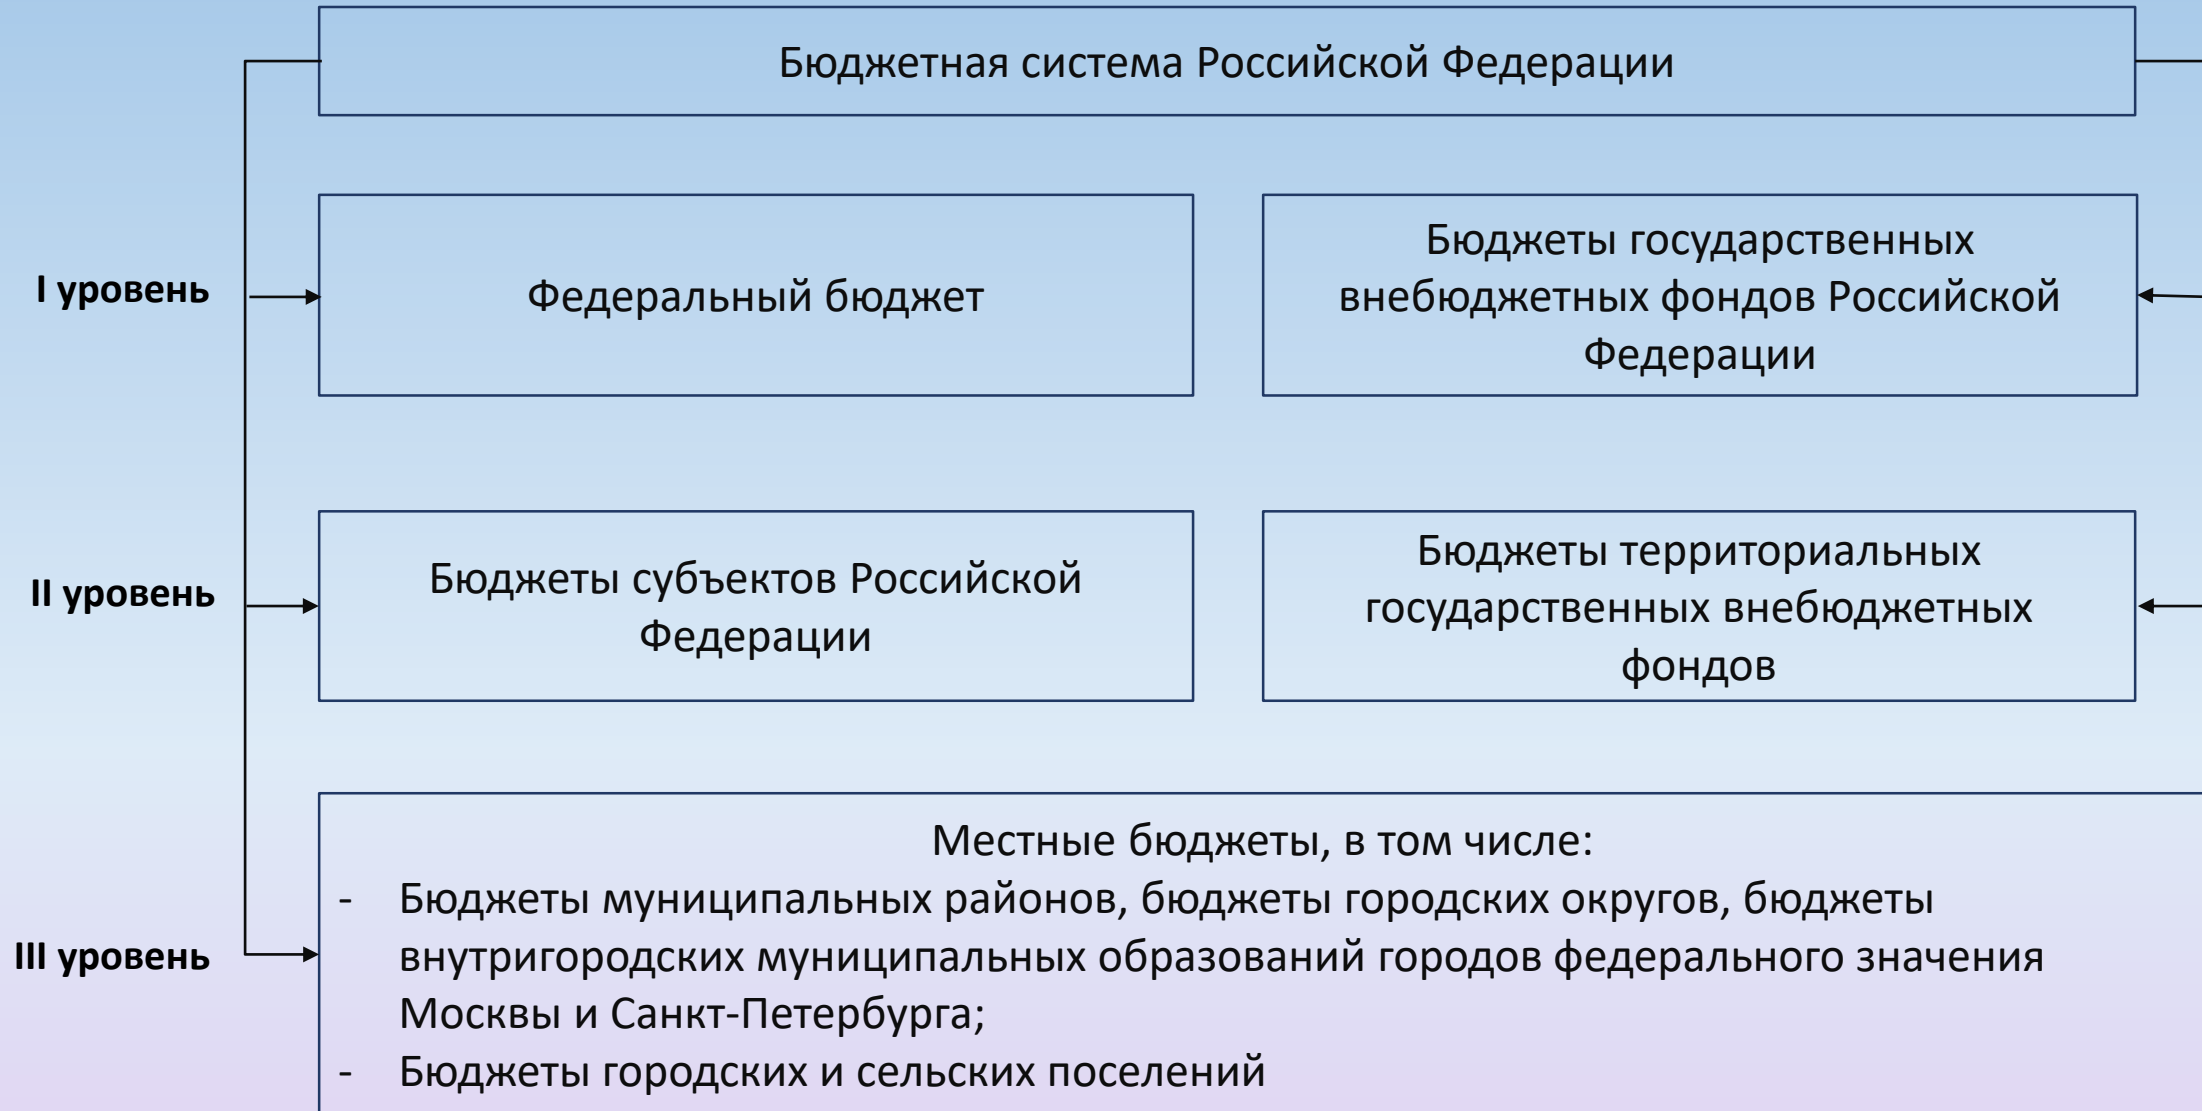 Бюджетная система Российской Федерации
I уровень
Федеральный бюджет
Бюджеты государственных
внебюджетных фондов Российской
Федерации
II уровень
Бюджеты субъектов Российской
Федерации
Бюджеты территориальных
государственных внебюджетных
фондов
III уровень
Местные бюджеты, в том числе:
- Бюджеты муниципальных районов, бюджеты городских округов, бюджеты
внутригородских муниципальных образований городов федерального значения
Москвы и Санкт-Петербурга;
- Бюджеты городских и сельских поселений